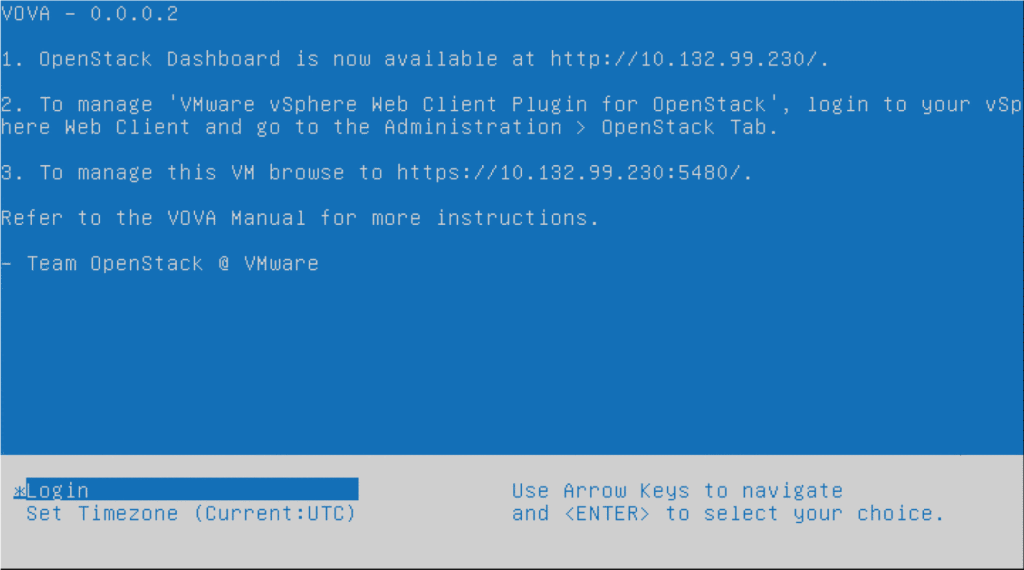 VOVA - 0.0.0.2
1. OpenStack Dashboard is now available at http://10.132.99.230/.
2. To manage 'VMware vSphere Web Client Plugin for OpenStack', login to your vSp
here Web Client and go to the Administration > OpenStack Tab.
3. To manage this VM browse to https://10.132.99.230:5480/.
Refer to the VOVA Manual for more instructions.
- Team OpenStack @ VMware
*Login
Set Timezone (Current:UTC)
Use Arrow Keys to navigate
and <ENTER> to select your choice.